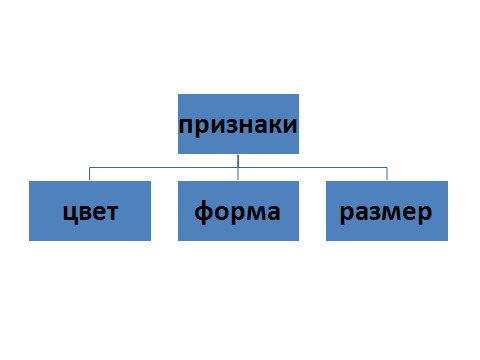 признаки
цвет
форма
размер